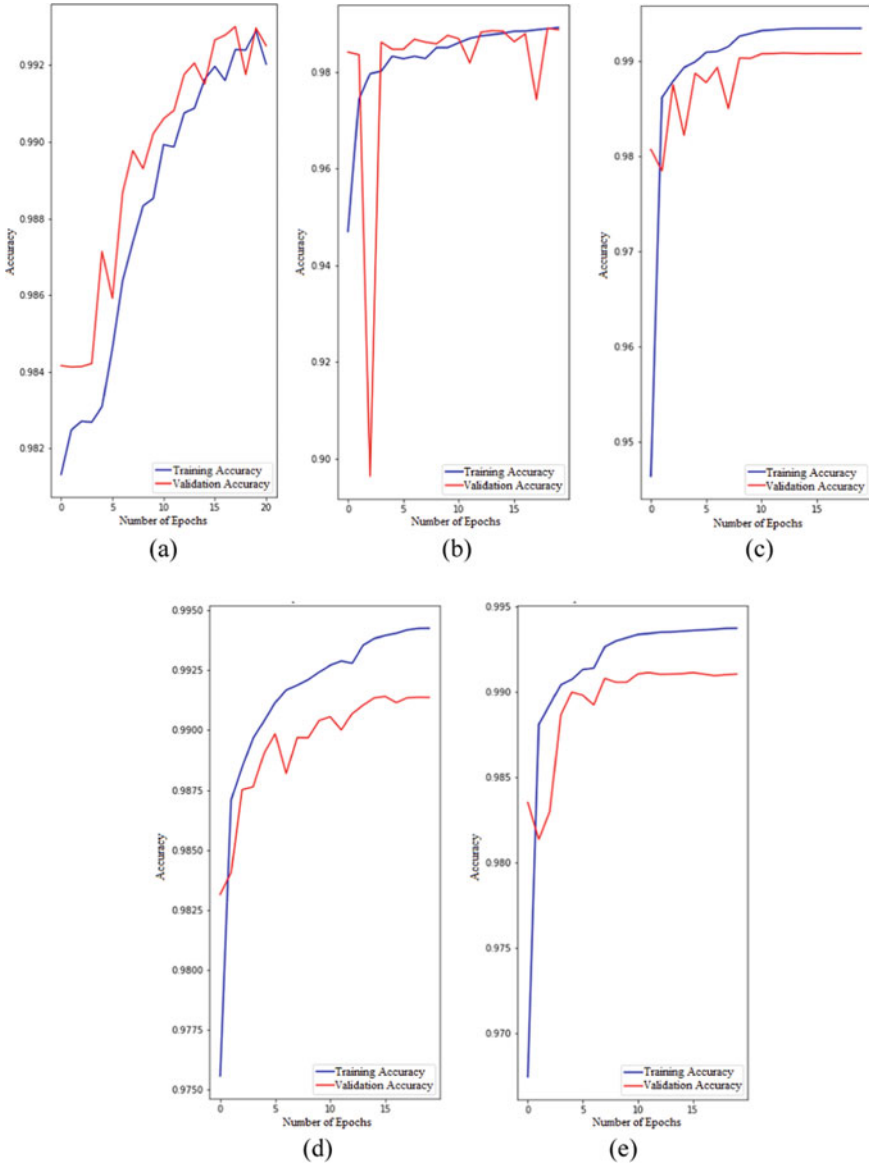 0.992
0.990
0.988
0.986
0.984
0.982
Accuracy
Training Accuracy
Validation Accuracy
0 5 10 15 20
Number of Epochs
(a)
0.98
0.96
0.94
0.92
0.90
Accuracy
Training Accuracy
Validation Accuracy
0 5 10 15
Number of Epochs
(b)
0.99
0.98
0.97
0.96
0.95
Accuracy
Training Accuracy
Validation Accuracy
0 5 10 15
Number of Epochs
(c)
0.9950
0.9925
0.9900
0.9875
0.9850
0.9825
0.9800
0.9775
0.9750
Accuracy
Training Accuracy
Validation Accuracy
0 5 10 15
Number of Epochs
(d)
0.995
0.990
0.985
0.980
0.975
0.970
Accuracy
Training Accuracy
Validation Accuracy
0 5 10 15
Number of Epochs
(e)